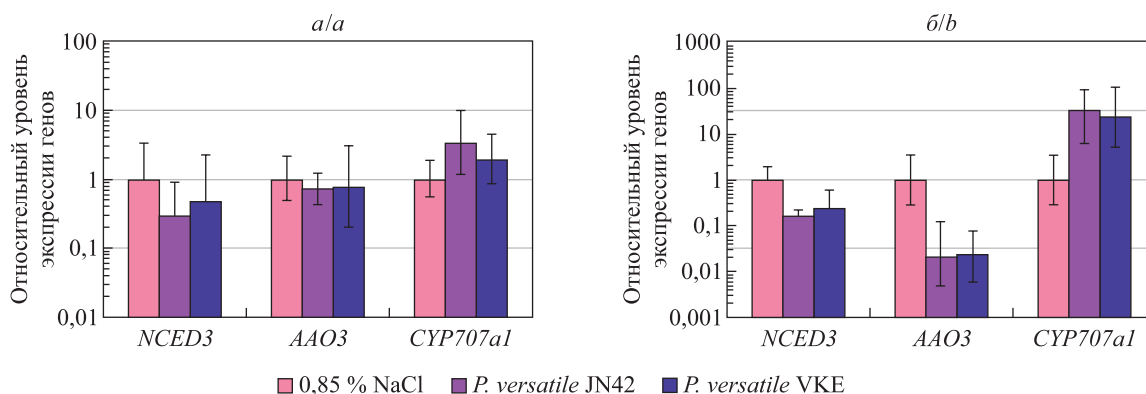 а/a
Относительный уровень
экспрессии генов
100
10
1
0,1
0,01
NCED3 AAO3 CYP707a1
б/b
Относительный уровень
экспрессии генов
1000
100
10
1
0,1
0,01
0,001
NCED3 AAO3 CYP707a1
0,85 % NaCl P. versatile JN42 P. versatile VKE